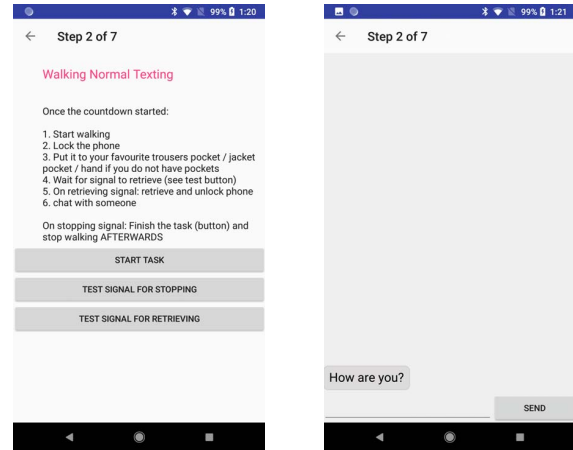 99% 1:20
Step 2 of 7
Walking Normal Texting
Once the countdown started:
1. Start walking
2. Lock the phone
3. Put it to your favourite trousers pocket / jacket
pocket / hand if you do not have pockets
4. Wait for signal to retrieve (see test button)
5. On retrieving signal: retrieve and unlock phone
6. chat with someone
On stopping signal: Finish the task (button) and
stop walking AFTERWARDS
START TASK
TEST SIGNAL FOR STOPPING
TEST SIGNAL FOR RETRIEVING
99% 1:21
Step 2 of 7
How are you?
SEND